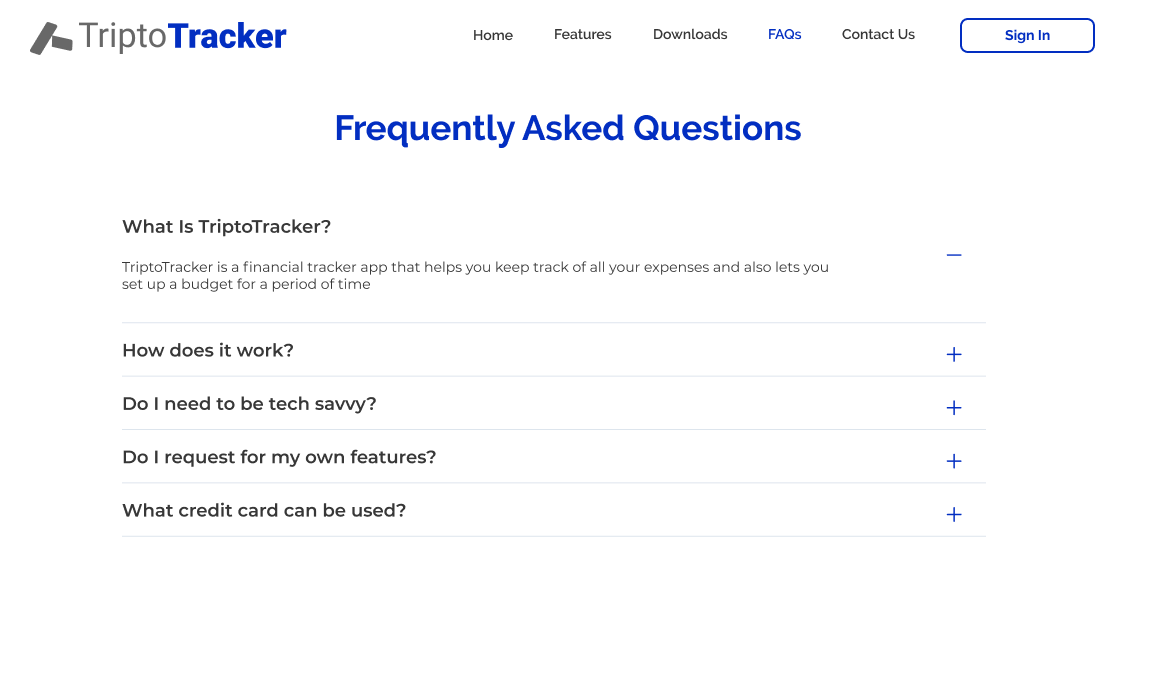 TriptoTracker
Home Features Downloads FAQs Contact Us Sign In
Frequently Asked Questions
What Is TriptoTracker?
TriptoTracker is a financial tracker app that helps you keep track of all your expenses and also lets you
set up a budget for a period of time
How does it work?
Do I need to be tech savvy?
Do I request for my own features?
What credit card can be used?